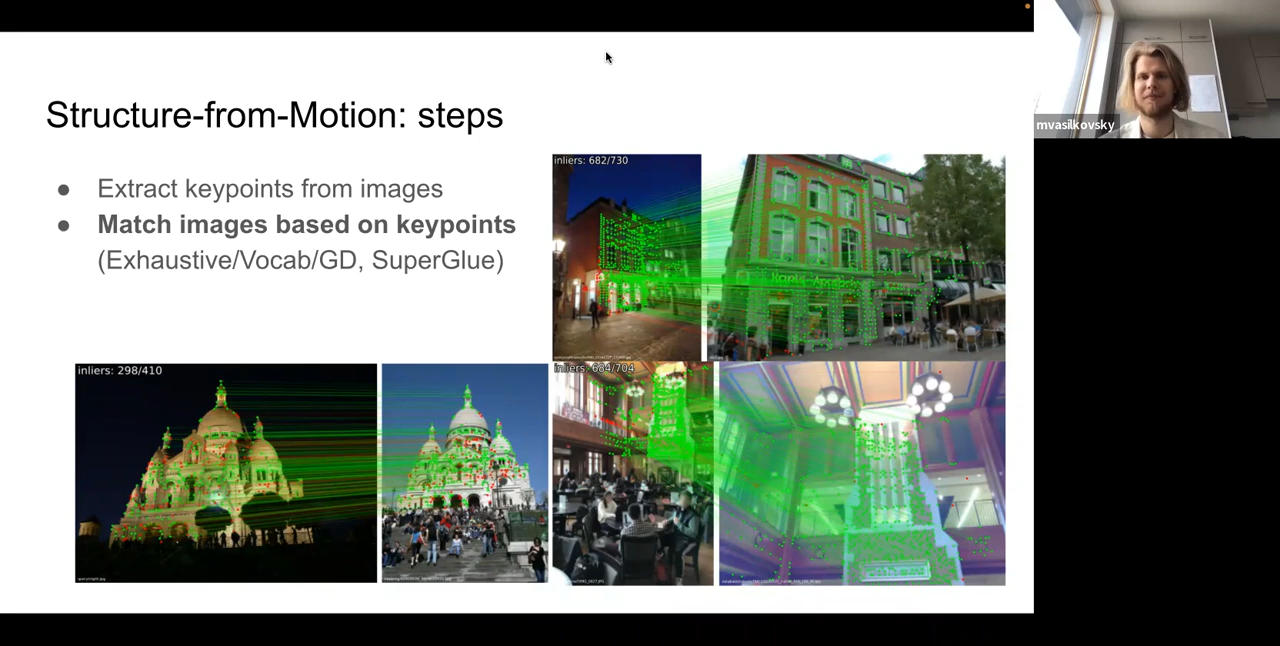 Structure-from-Motion: steps
● Extract keypoints from images
● Match images based on keypoints
(Exhaustive/Vocab/GD, SuperGlue)
inliers: 682/730
inliers: 298/410
inliers: 684/704
mvasilkovsky